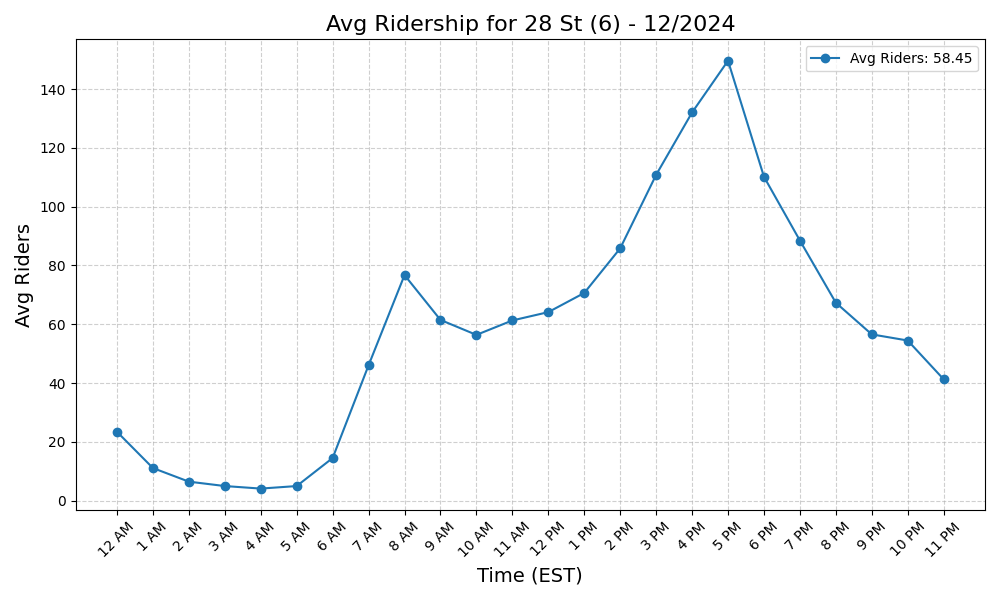 Avg Ridership for 28 St (6) - 12/2024
Avg Riders: 58.45
Avg Riders
140
120
100
80
60
40
20
0
12 AM
1 AM
2 AM
3 AM
4 AM
5 AM
6 AM
7 AM
8 AM
9 AM
10 AM
11 AM
12 PM
1 PM
2 PM
3 PM
4 PM
5 PM
6 PM
7 PM
8 PM
9 PM
10 PM
11 PM
Time (EST)